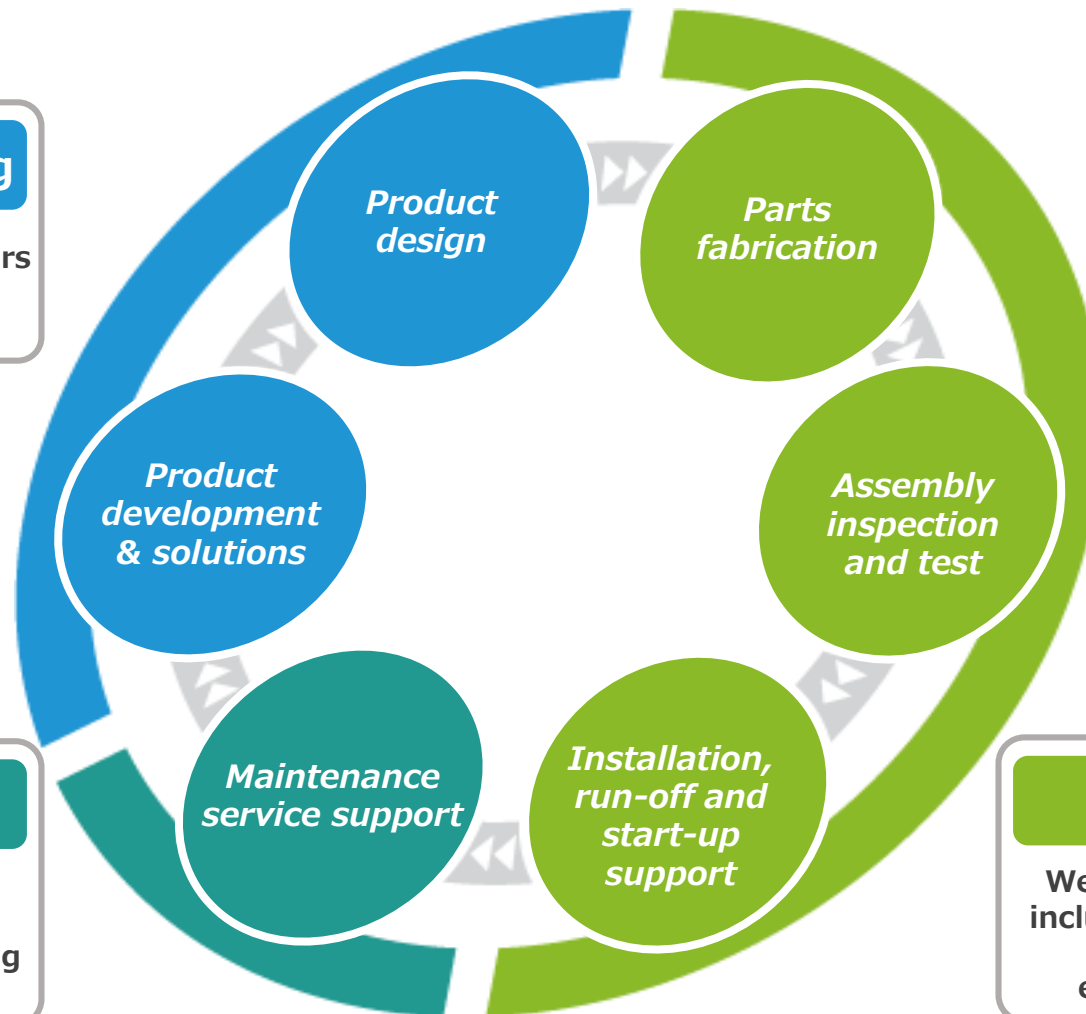 Product
design
Parts
fabrication
Product
development
& solutions
Assembly
inspection
and test
Maintenance
service support
Installation,
run-off and
start-up
support
We